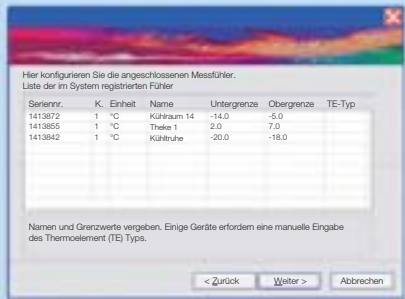 Hier konfigurieren Sie die angeschlossenen Messfühler.
Liste der im System registrierten Fühler
Seriennr. K. Einheit Name Untergrenze Obergrenze TE-Typ
1413872 1 °C Kühlraum 14 -14.0 -5.0
1413855 1 °C Theke 1 2.0 7.0
1413842 1 °C Kühltruhe -20.0 -18.0
Namen und Grenzwerte vergeben. Einige Geräte erfordern eine manuelle Eingabe
des Thermoelement (TE) Typs.
< Zurück Weiter > Abbrechen